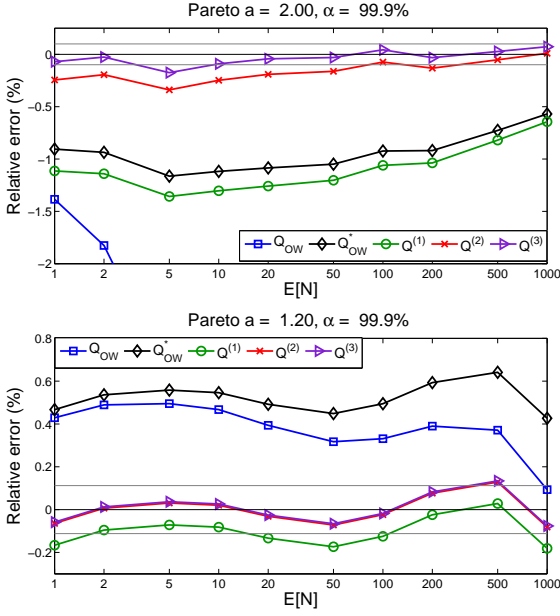 Pareto a = 2.00, α = 99.9%
Relative error (%)
0
−0.5
−1
−1.5
−2
Q_OW Q*_OW Q^(1) Q^(2) Q^(3)
1 2 5 10 20 50 100 200 500 1000
E[N]
Pareto a = 1.20, α = 99.9%
Relative error (%)
0.8
Q_OW Q*_OW Q^(1) Q^(2) Q^(3)
0.6
0.4
0.2
0
−0.2
1 2 5 10 20 50 100 200 500 1000
E[N]